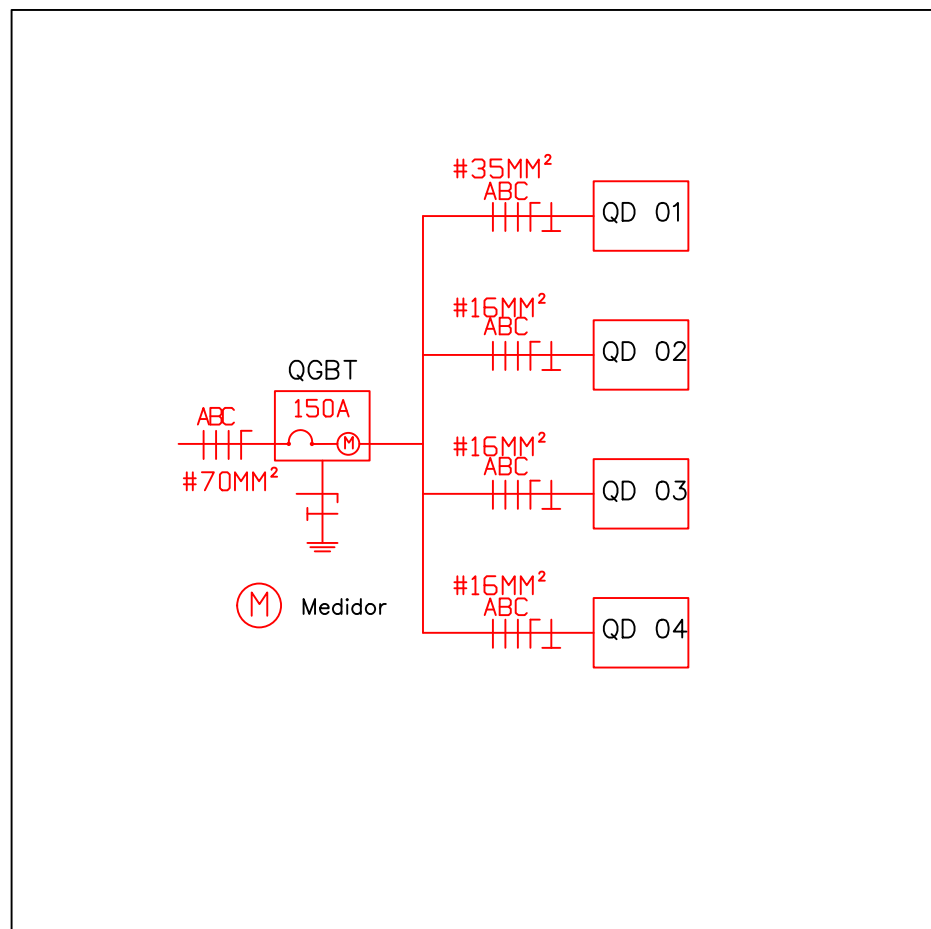 #35MM²
ABC
QD 01
#16MM²
ABC
QD 02
QGBT
150A
ABC
M
#70MM²
#16MM²
ABC
QD 03
#16MM²
ABC
QD 04
M Medidor